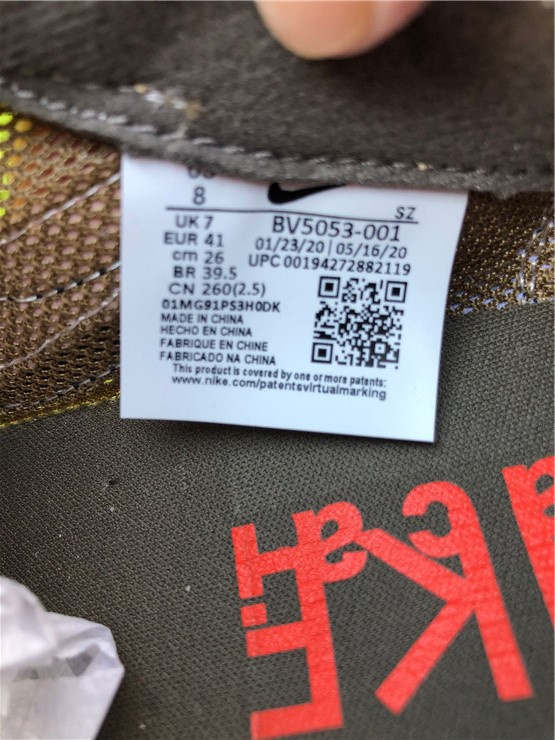 8
SZ
UK 7
BV5053-001
EUR 41
01/23/20 | 05/16/20
cm 26
UPC 00194272882119
BR 39.5
CN 260(2.5)
01MG91PS3H0DK
MADE IN CHINA
HECHO EN CHINA
FABRIQUE EN CHINE
FABRICADO NA CHINA
This product is covered by one or more patents:
www.nike.com/patentsvirtualmarking